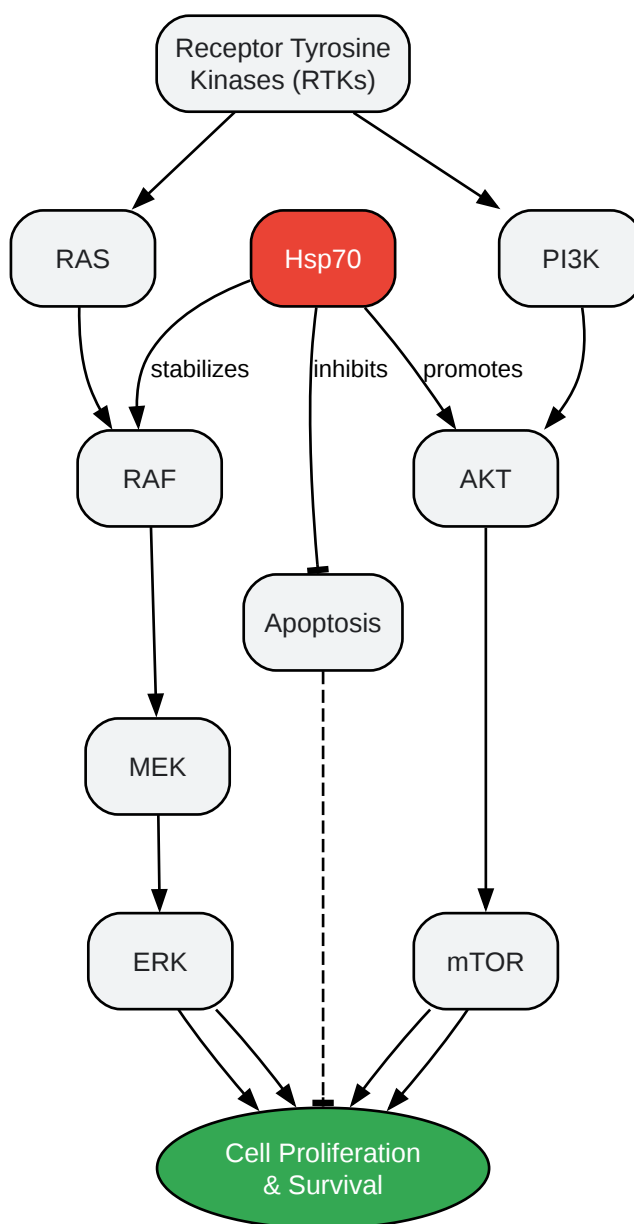 Receptor Tyrosine
Kinases (RTKs)
RAS
Hsp70
PI3K
stabilizes
inhibits
promotes
RAF
AKT
Apoptosis
MEK
ERK
mTOR
Cell Proliferation
& Survival